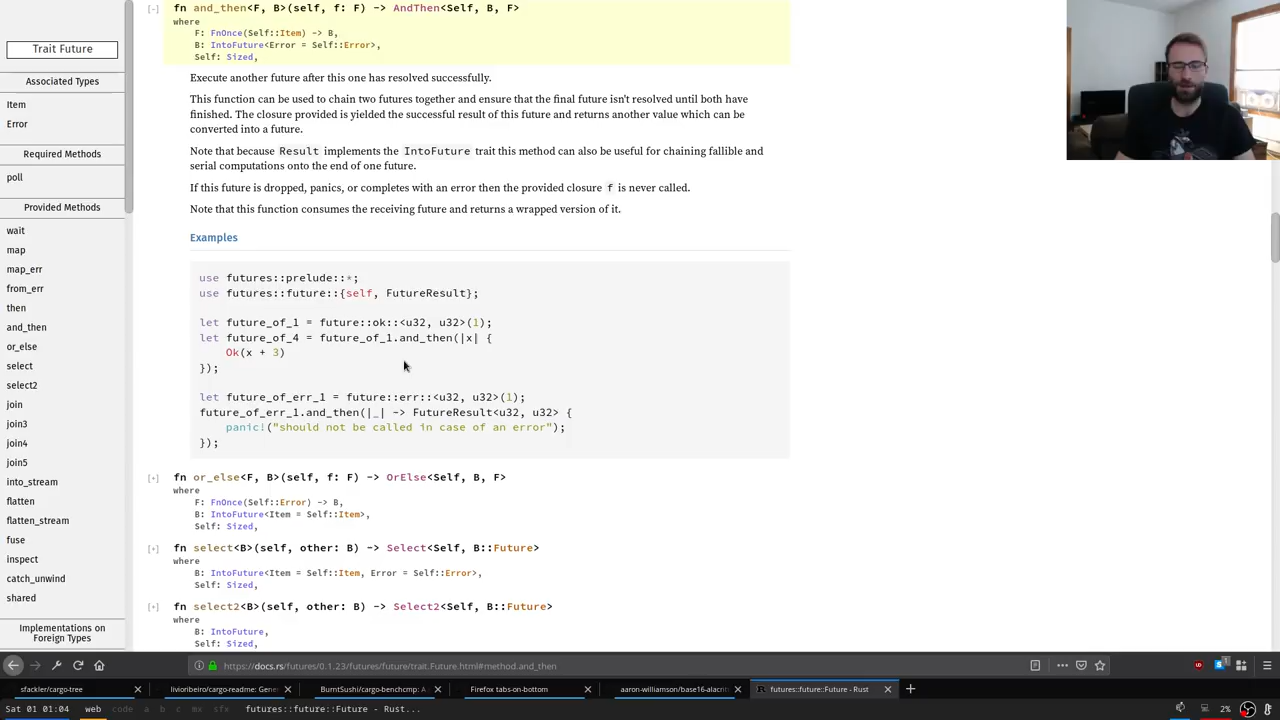 Trait Future
Associated Types
Item
Error
Required Methods
poll
Provided Methods
wait
map
map_err
from_err
then
and_then
or_else
select
select2
join
join3
join4
join5
into_stream
flatten
flatten_stream
fuse
inspect
catch_unwind
shared
Implementations on
Foreign Types
[-] fn and_then<F, B>(self, f: F) -> AndThen<Self, B, F>
where
F: FnOnce(Self::Item) -> B,
B: IntoFuture<Error = Self::Error>,
Self: Sized,
Execute another future after this one has resolved successfully.
This function can be used to chain two futures together and ensure that the final future isn't resolved until both have
finished. The closure provided is yielded the successful result of this future and returns another value which can be
converted into a future.
Note that because Result implements the IntoFuture trait this method can also be useful for chaining fallible and
serial computations onto the end of one future.
If this future is dropped, panics, or completes with an error then the provided closure f is never called.
Note that this function consumes the receiving future and returns a wrapped version of it.
Examples
use futures::prelude::*;
use futures::future::{self, FutureResult};
let future_of_1 = future::ok::<u32, u32>(1);
let future_of_4 = future_of_1.and_then(|x| {
Ok(x + 3)
});
let future_of_err_1 = future::err::<u32, u32>(1);
future_of_err_1.and_then(|_| -> FutureResult<u32, u32> {
panic!("should not be called in case of an error");
});
[+] fn or_else<F, B>(self, f: F) -> OrElse<Self, B, F>
where
F: FnOnce(Self::Error) -> B,
B: IntoFuture<Item = Self::Item>,
Self: Sized,
[+] fn select<B>(self, other: B) -> Select<Self, B::Future>
where
B: IntoFuture<Item = Self::Item, Error = Self::Error>,
Self: Sized,
[+] fn select2<B>(self, other: B) -> Select2<Self, B::Future>
where
B: IntoFuture,
Self: Sized,
https://docs.rs/futures/0.1.23/futures/future/trait.Future.html#method.and_then
sfackler/cargo-tree
livioribeiro/cargo-readme: Gene
BurntSushi/cargo-benchcmp: A
Firefox tabs-on-bottom
aaron-williamson/base16-alacrit
futures::future::Future - Rust
Sat 01 01:04 web code a b c mx sfx futures::future::Future - Rust... 2%